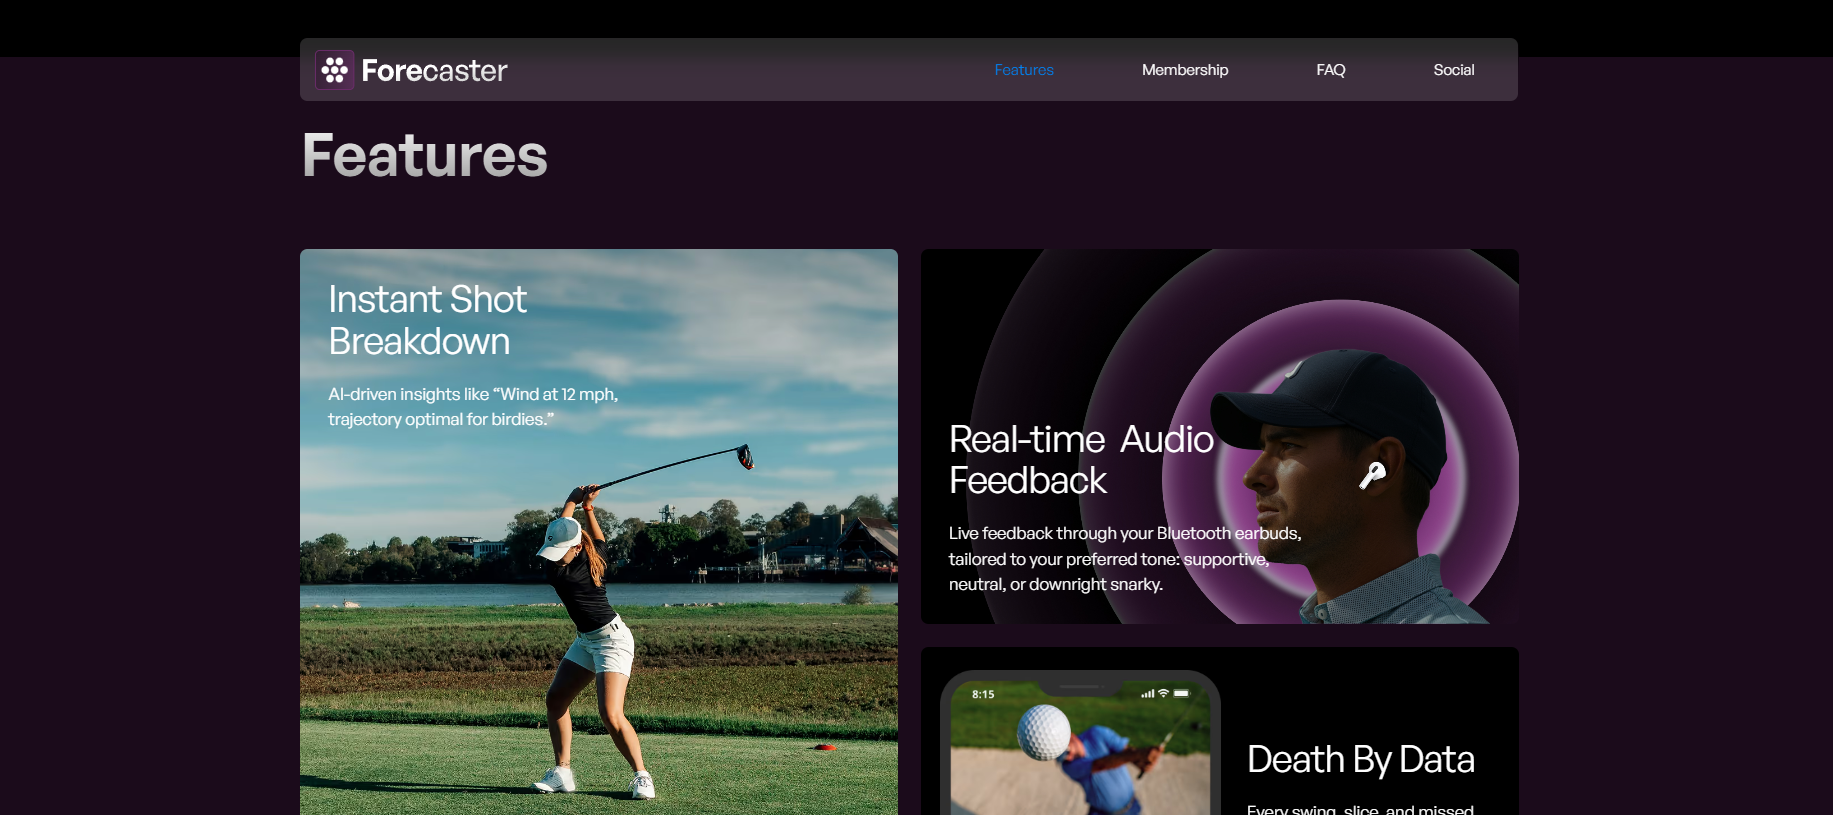 Forecaster
Features
Membership
FAQ
Social
Features
Instant Shot
Breakdown
AI-driven insights like “Wind at 12 mph,
trajectory optimal for birdies.”
Real-time Audio
Feedback
Live feedback through your Bluetooth earbuds,
tailored to your preferred tone: supportive,
neutral, or downright snarky.
8:15
Death By Data
Every swing, slice, and missed